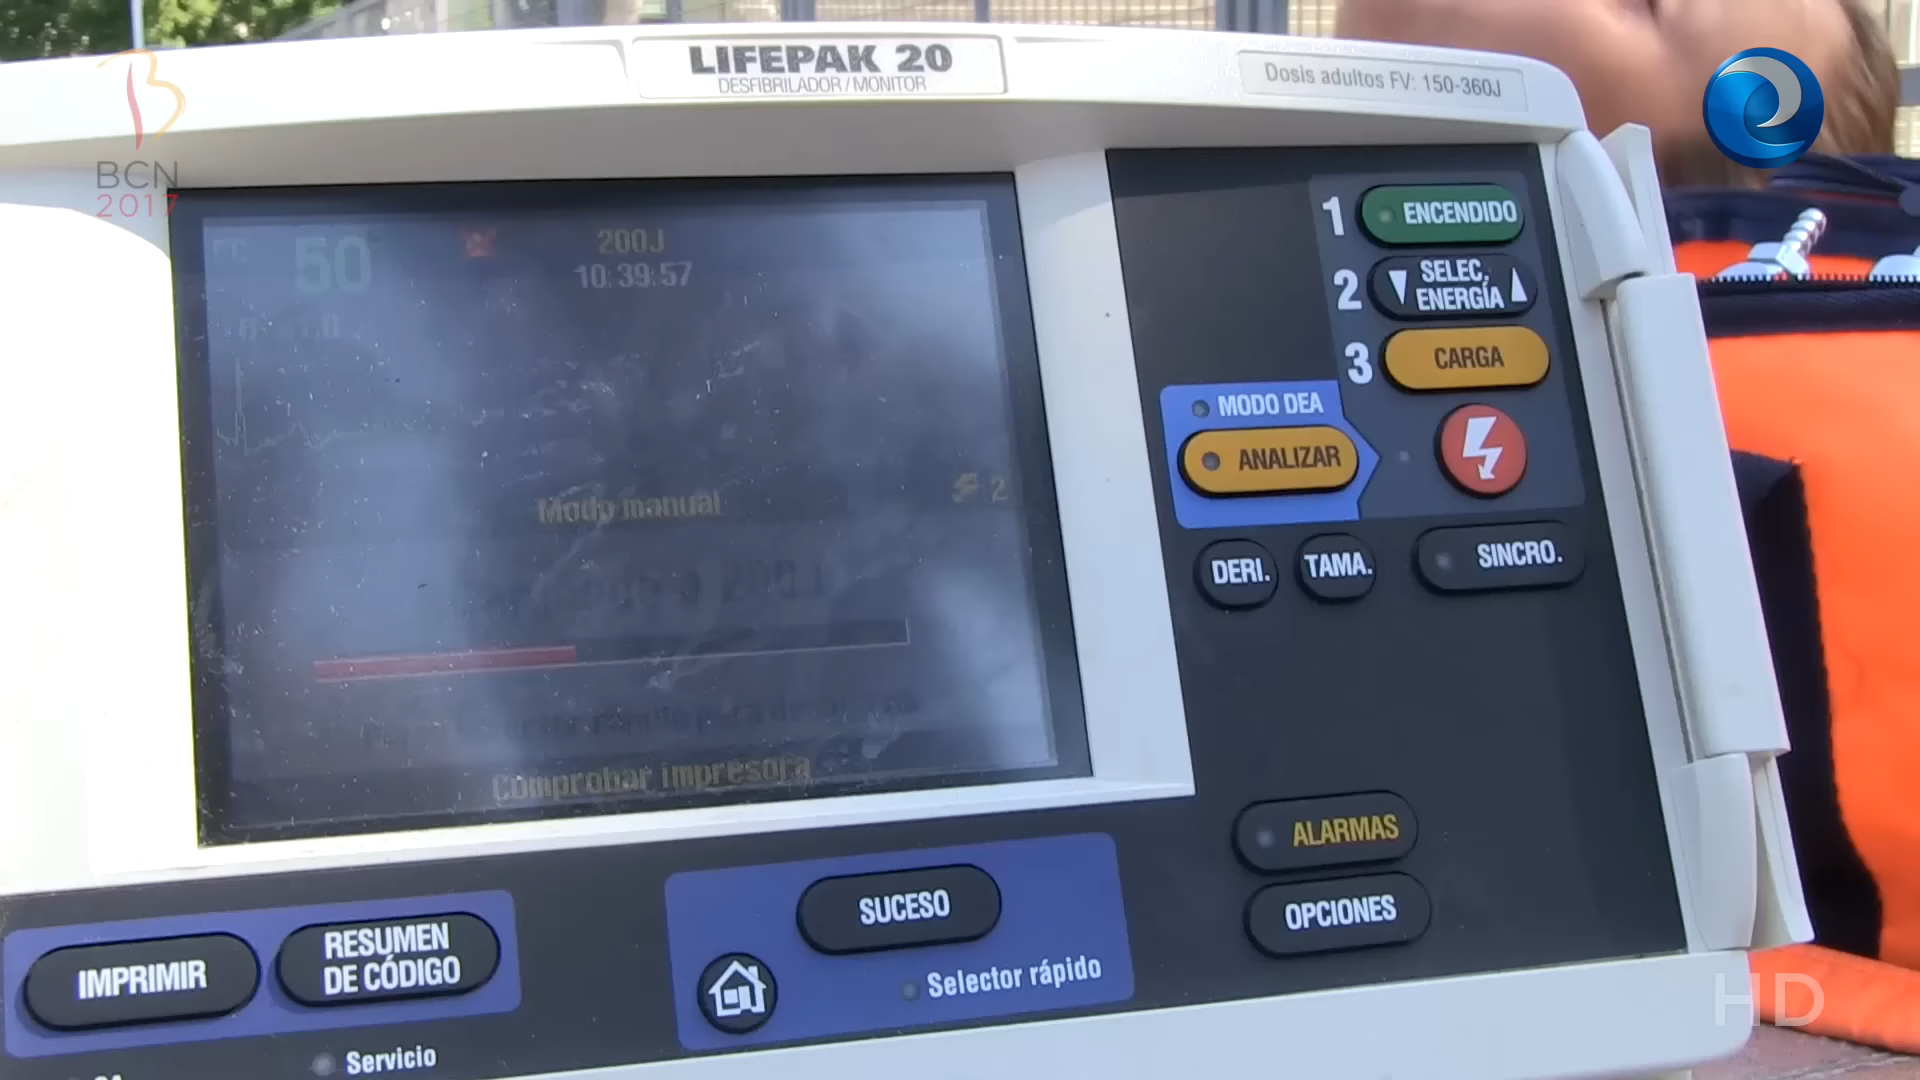 LIFEPAK 20
DESFIBRILADOR/MONITOR
Dosis adultos FV: 150-360J
BCN
2017
50
200J
10:39:57
Modo manual
2
200J
Comprobar impresora
1 ENCENDIDO
2 SELEC. ENERGÍA
3 CARGA
MODO DEA
ANALIZAR
DERI.
TAMA.
SINCRO.
ALARMAS
OPCIONES
SUCESO
Selector rápido
IMPRIMIR
RESUMEN
DE CÓDIGO
Servicio
HD